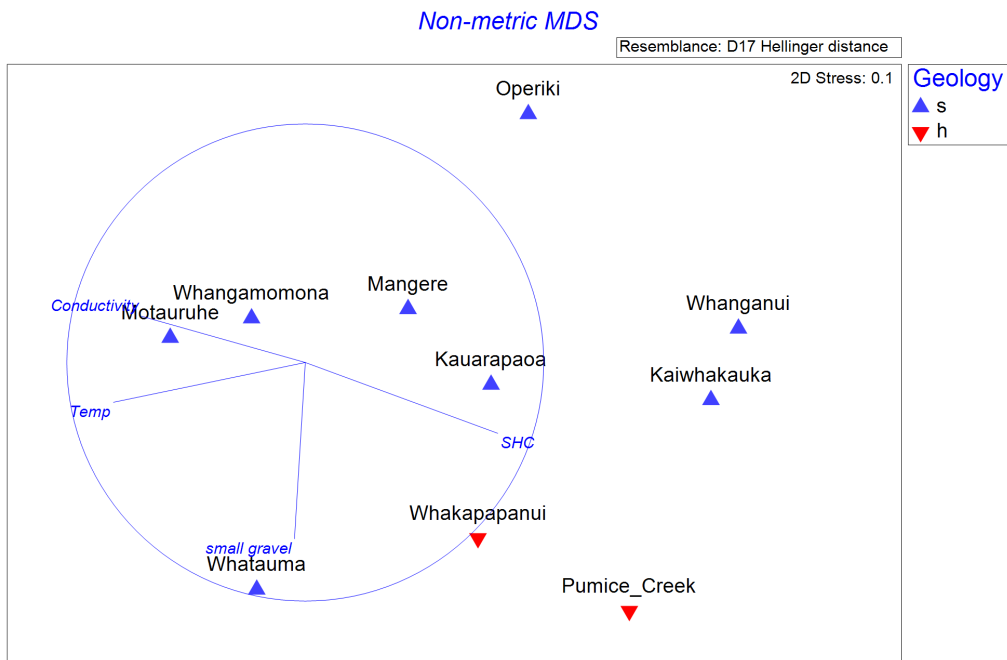 Non-metric MDS
Resemblance: D17 Hellinger distance
2D Stress: 0.1
Geology
s
h
Operiki
Conductivity
Whangamomona
Motauruhe
Mangere
Whanganui
Kauarapaoa
Kaiwhakauka
Temp
SHC
Whakapapanui
small gravel
Whatauma
Pumice_Creek